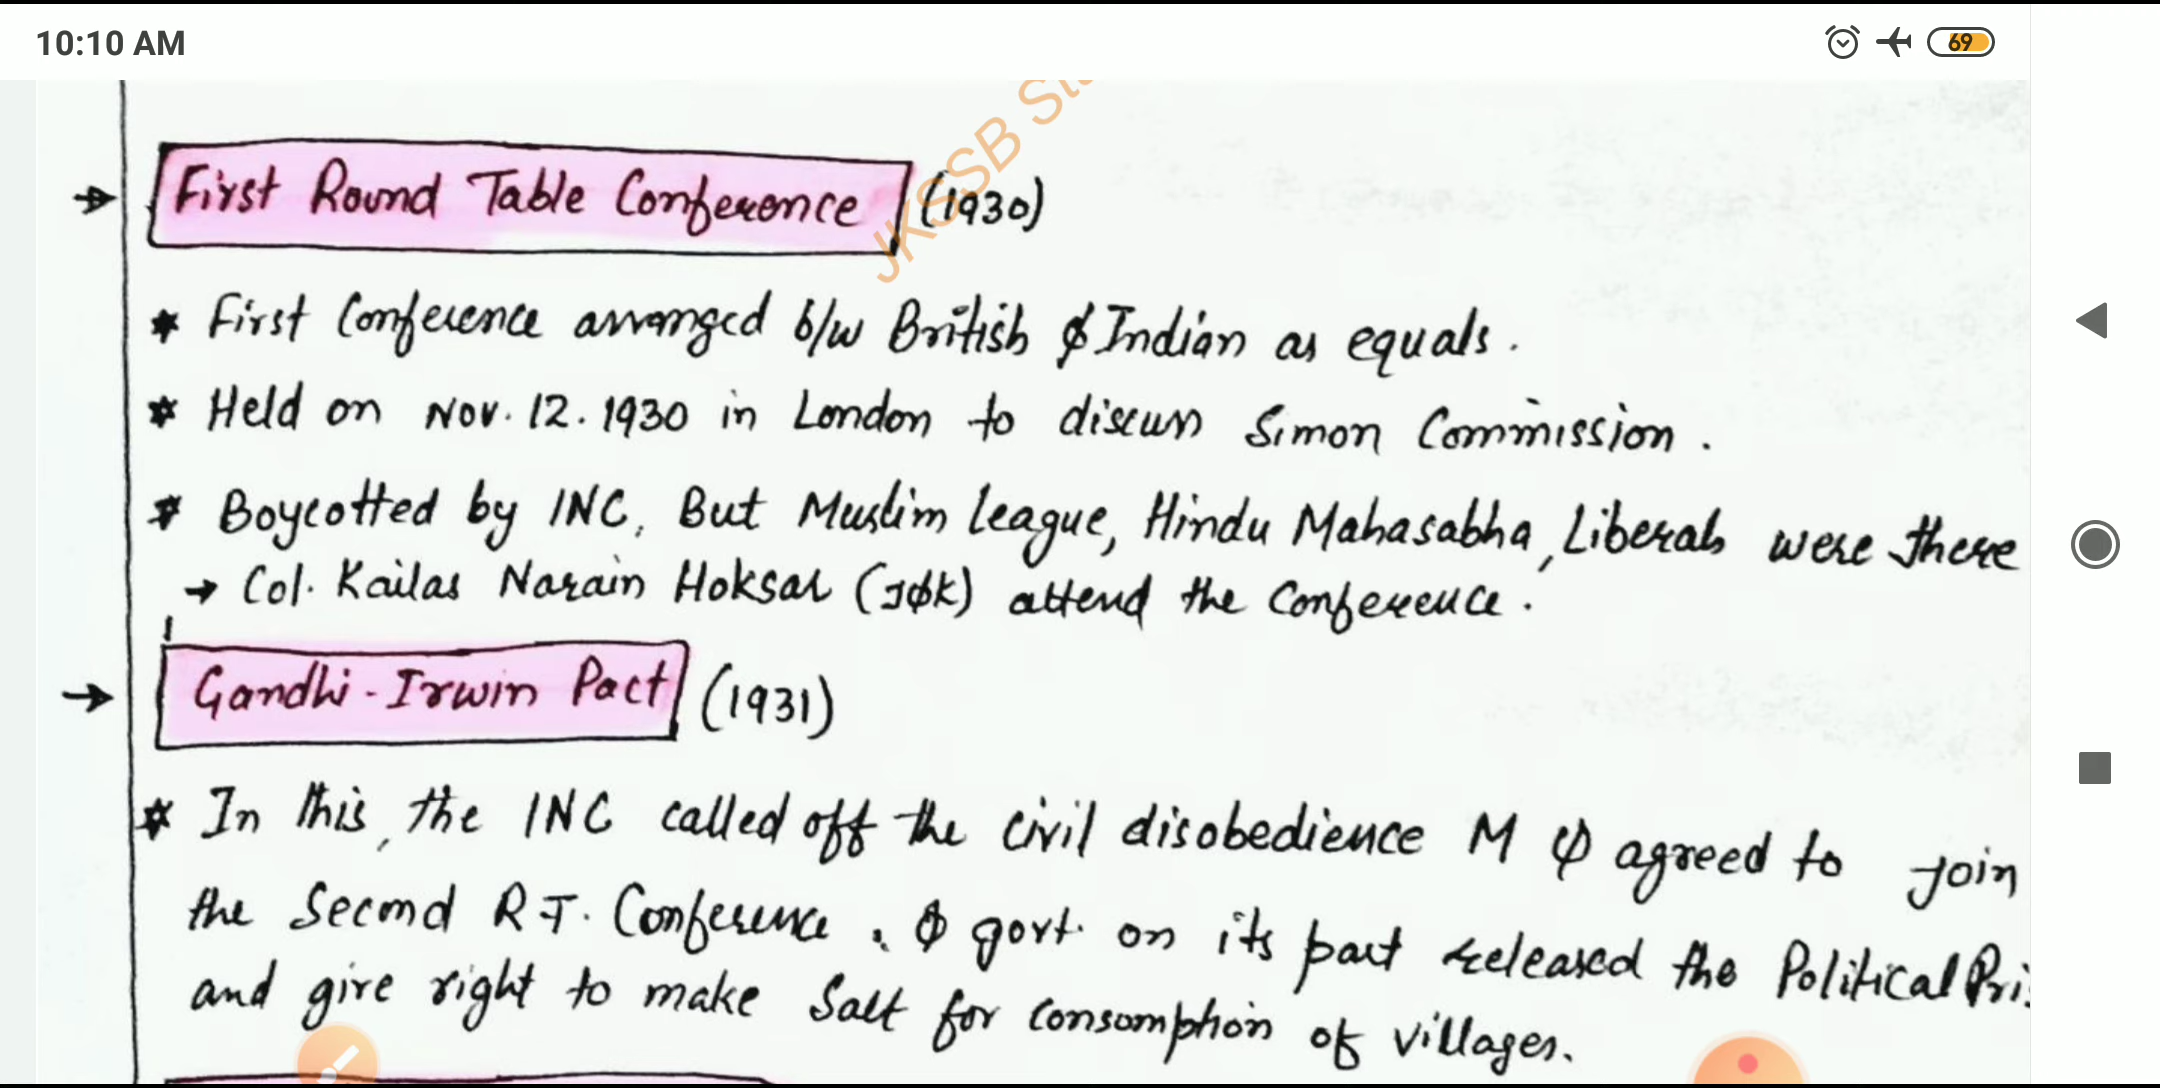 10:10 AM
69
JKSSB
First Round Table Conference (1930)
First Conference arranged b/w British & Indian as equals.
Held on Nov. 12. 1930 in London to discuss Simon Commission.
Boycotted by INC, But Muslim league, Hindu Mahasabha, Liberals were there
→ Col. Kailas Narain Hoksar (J&K) attend the Conference.
→ Gandhi-Irwin Pact (1931)
In this, the INC called off the civil disobedience M & agreed to join
the Second R.T. Conference. & govt. on its part released the Political Pri
and give right to make Salt for consomption of villages.